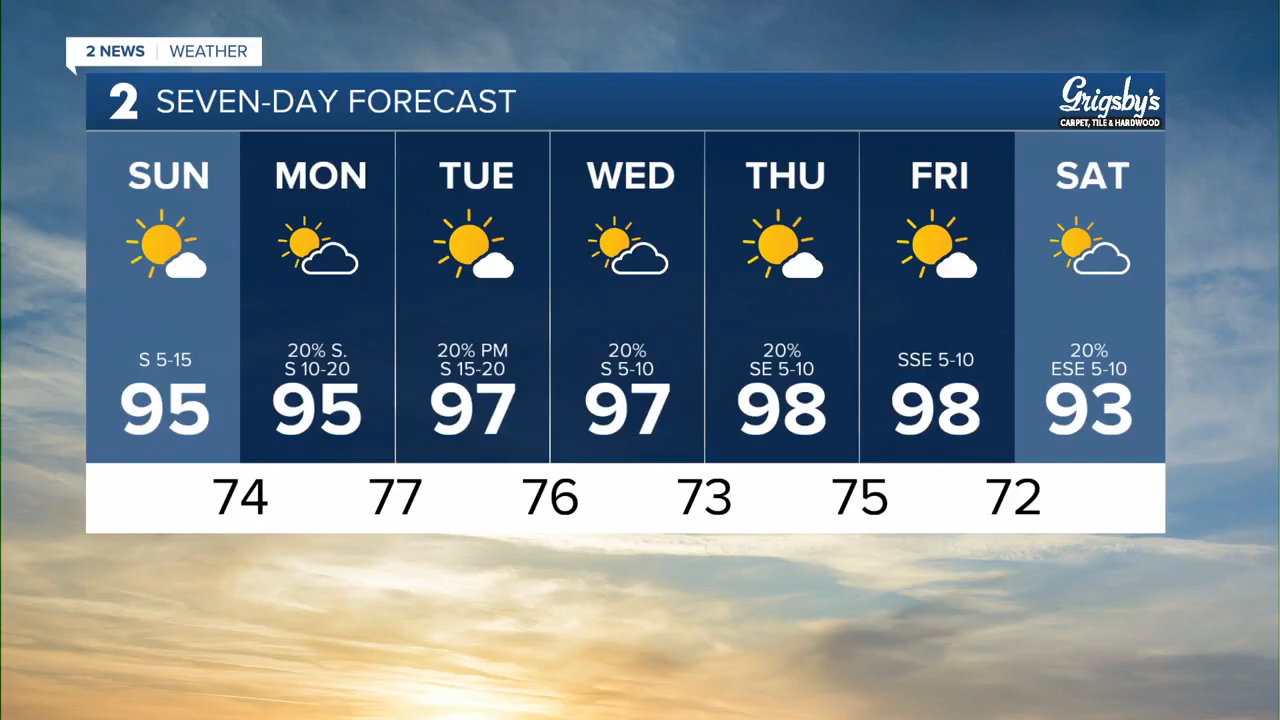 2 NEWS | WEATHER
2 SEVEN-DAY FORECAST
Grigsby's
CARPET, TILE & HARDWOOD
SUN MON TUE WED THU FRI SAT
20% S. 20% PM 20% 20% 20%
S 5-15 S 10-20 S 15-20 S 5-10 SE 5-10 SSE 5-10 ESE 5-10
95 95 97 97 98 98 93
74 77 76 73 75 72